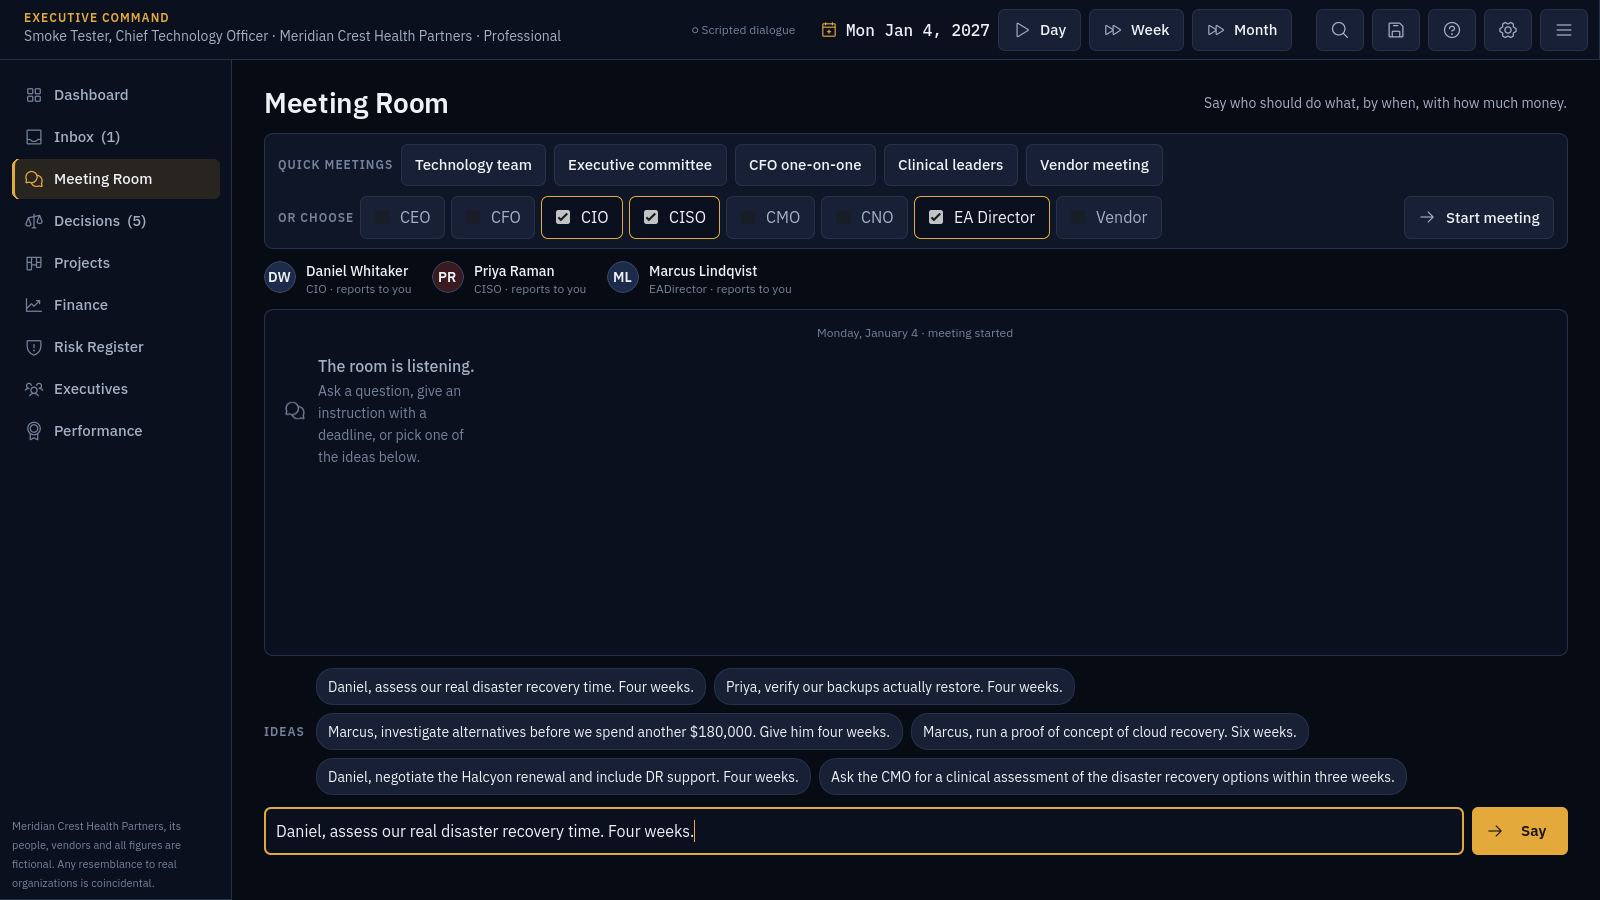 EXECUTIVE COMMAND
Smoke Tester, Chief Technology Officer · Meridian Crest Health Partners · Professional
Scripted dialogue
Mon Jan 4, 2027
Day
Week
Month
Dashboard
Inbox (1)
Meeting Room
Decisions (5)
Projects
Finance
Risk Register
Executives
Performance
Meridian Crest Health Partners, its
people, vendors and all figures are
fictional. Any resemblance to real
organizations is coincidental.
Meeting Room
Say who should do what, by when, with how much money.
QUICK MEETINGS
Technology team
Executive committee
CFO one-on-one
Clinical leaders
Vendor meeting
OR CHOOSE
CEO
CFO
CIO
CISO
CMO
CNO
EA Director
Vendor
Start meeting
DW
Daniel Whitaker
CIO · reports to you
PR
Priya Raman
CISO · reports to you
ML
Marcus Lindqvist
EADirector · reports to you
Monday, January 4 · meeting started
The room is listening.
Ask a question, give an
instruction with a
deadline, or pick one of
the ideas below.
IDEAS
Daniel, assess our real disaster recovery time. Four weeks.
Priya, verify our backups actually restore. Four weeks.
Marcus, investigate alternatives before we spend another $180,000. Give him four weeks.
Marcus, run a proof of concept of cloud recovery. Six weeks.
Daniel, negotiate the Halcyon renewal and include DR support. Four weeks.
Ask the CMO for a clinical assessment of the disaster recovery options within three weeks.
Daniel, assess our real disaster recovery time. Four weeks.
Say